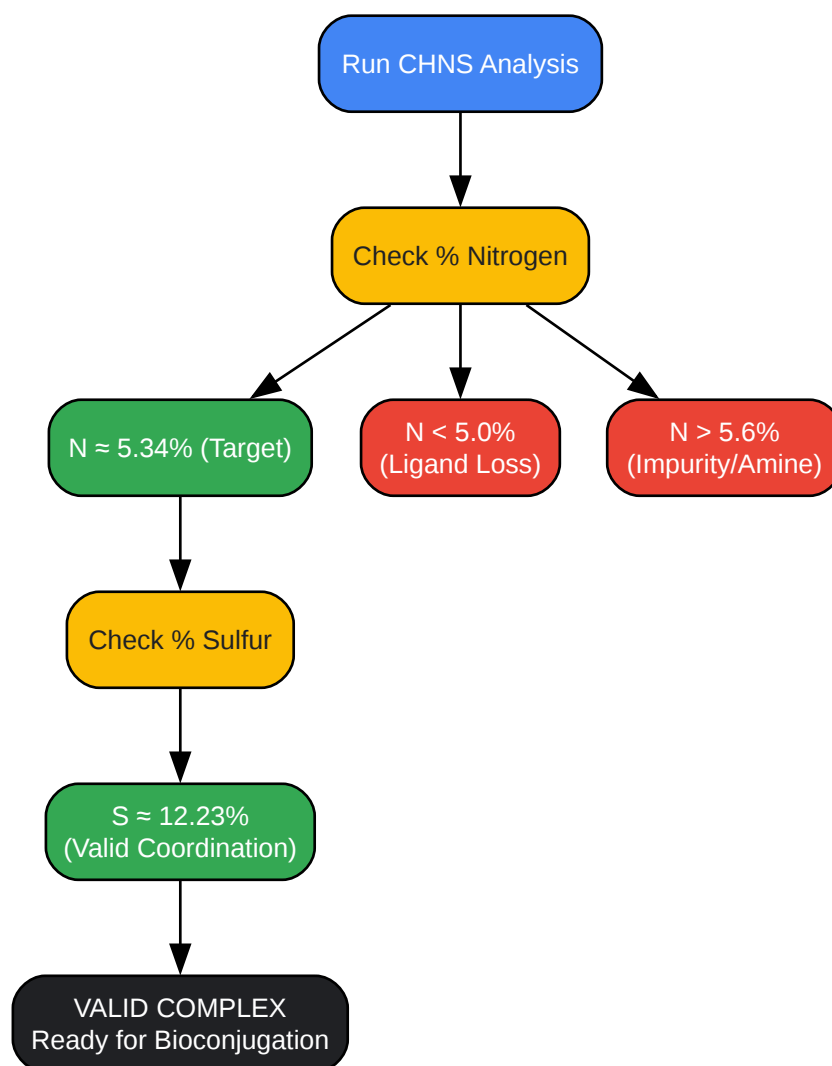 Run CHNS Analysis
Check % Nitrogen
N ≈ 5.34% (Target)
N < 5.0%
(Ligand Loss)
N > 5.6%
(Impurity/Amine)
Check % Sulfur
S ≈ 12.23%
(Valid Coordination)
VALID COMPLEX
Ready for Bioconjugation